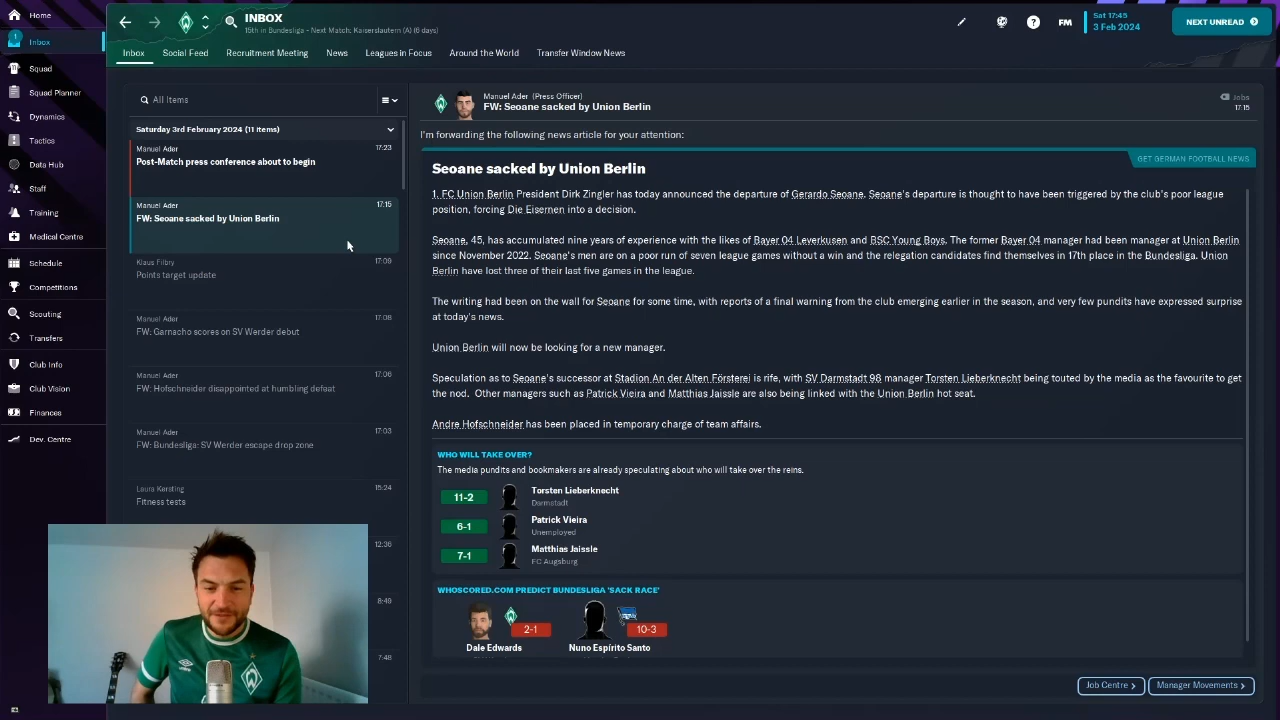 Home
INBOX
15th in Bundesliga - Next Match: Kaiserslautern (A) (6 days)
FM
Sat 17:45
3 Feb 2024
NEXT UNREAD
1
Inbox
Squad
Squad Planner
Dynamics
Tactics
Data Hub
Staff
Training
Medical Centre
Schedule
Competitions
Scouting
Transfers
Club Info
Club Vision
Finances
Dev. Centre
Inbox
Social Feed
Recruitment Meeting
News
Leagues in Focus
Around the World
Transfer Window News
All Items
Saturday 3rd February 2024 (11 Items)
Manuel Ader
17:23
Post-Match press conference about to begin
Manuel Ader
17:15
FW: Seoane sacked by Union Berlin
Klaus Filbry
17:09
Points target update
Manuel Ader
17:08
FW: Garnacho scores on SV Werder debut
Manuel Ader
17:06
FW: Hofschneider disappointed at humbling defeat
Manuel Ader
17:03
FW: Bundesliga: SV Werder escape drop zone
Laura Kersting
15:24
Fitness tests
12:36
8:49
7:48
Manuel Ader (Press Officer)
FW: Seoane sacked by Union Berlin
Jobs
17:15
I'm forwarding the following news article for your attention:
GET GERMAN FOOTBALL NEWS
Seoane sacked by Union Berlin
1. FC Union Berlin President Dirk Zingler has today announced the departure of Gerardo Seoane. Seoane's departure is thought to have been triggered by the club's poor league
position, forcing Die Eisernen into a decision.
Seoane, 45, has accumulated nine years of experience with the likes of Bayer 04 Leverkusen and BSC Young Boys. The former Bayer 04 manager had been manager at Union Berlin
since November 2022. Seoane's men are on a poor run of seven league games without a win and the relegation candidates find themselves in 17th place in the Bundesliga. Union
Berlin have lost three of their last five games in the league.
The writing had been on the wall for Seoane for some time, with reports of a final warning from the club emerging earlier in the season, and very few pundits have expressed surprise
at today's news.
Union Berlin will now be looking for a new manager.
Speculation as to Seoane's successor at Stadion An der Alten Försterei is rife, with SV Darmstadt 98 manager Torsten Lieberknecht being touted by the media as the favourite to get
the nod. Other managers such as Patrick Vieira and Matthias Jaissle are also being linked with the Union Berlin hot seat.
Andre Hofschneider has been placed in temporary charge of team affairs.
WHO WILL TAKE OVER?
The media pundits and bookmakers are already speculating about who will take over the reins.
11-2
Torsten Lieberknecht
Darmstadt
6-1
Patrick Vieira
Unemployed
7-1
Matthias Jaissle
FC Augsburg
WHOSCORED.COM PREDICT BUNDESLIGA 'SACK RACE'
2-1
Dale Edwards
10-3
Nuno Espírito Santo
Job Centre
Manager Movements
umbro